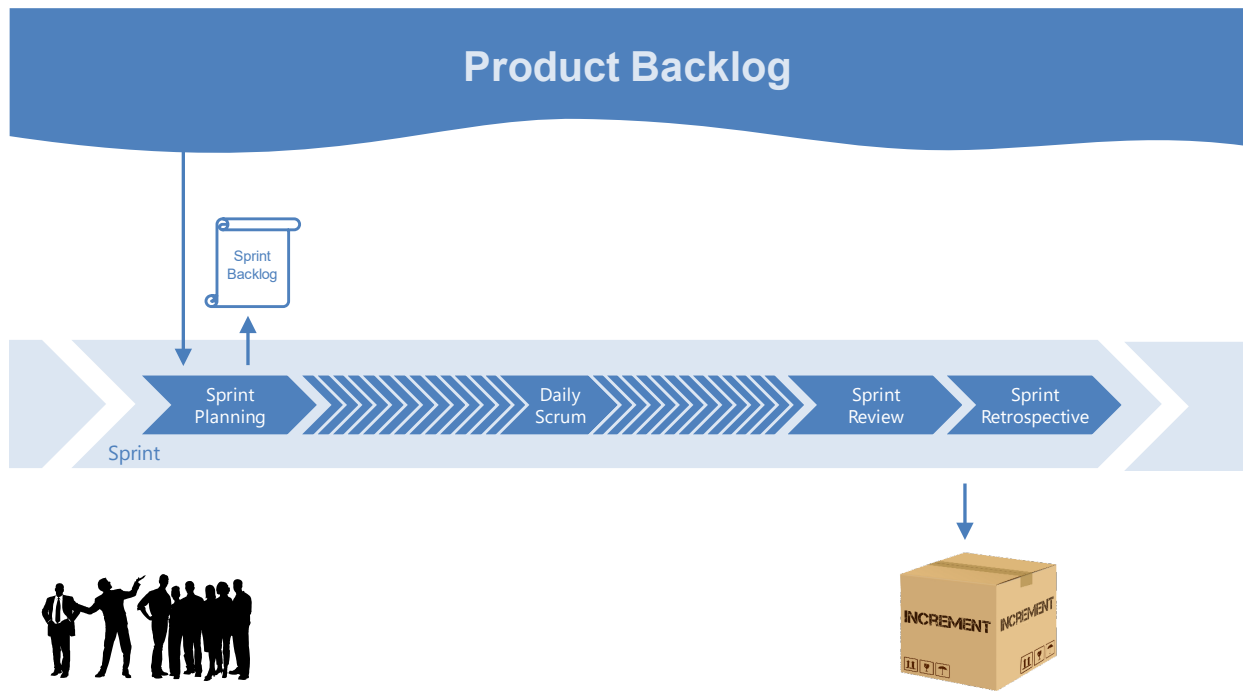 Product Backlog
Sprint
Backlog
Sprint
Planning
Daily
Scrum
Sprint
Review
Sprint
Retrospective
Sprint
INCREMENT
INCREMENT